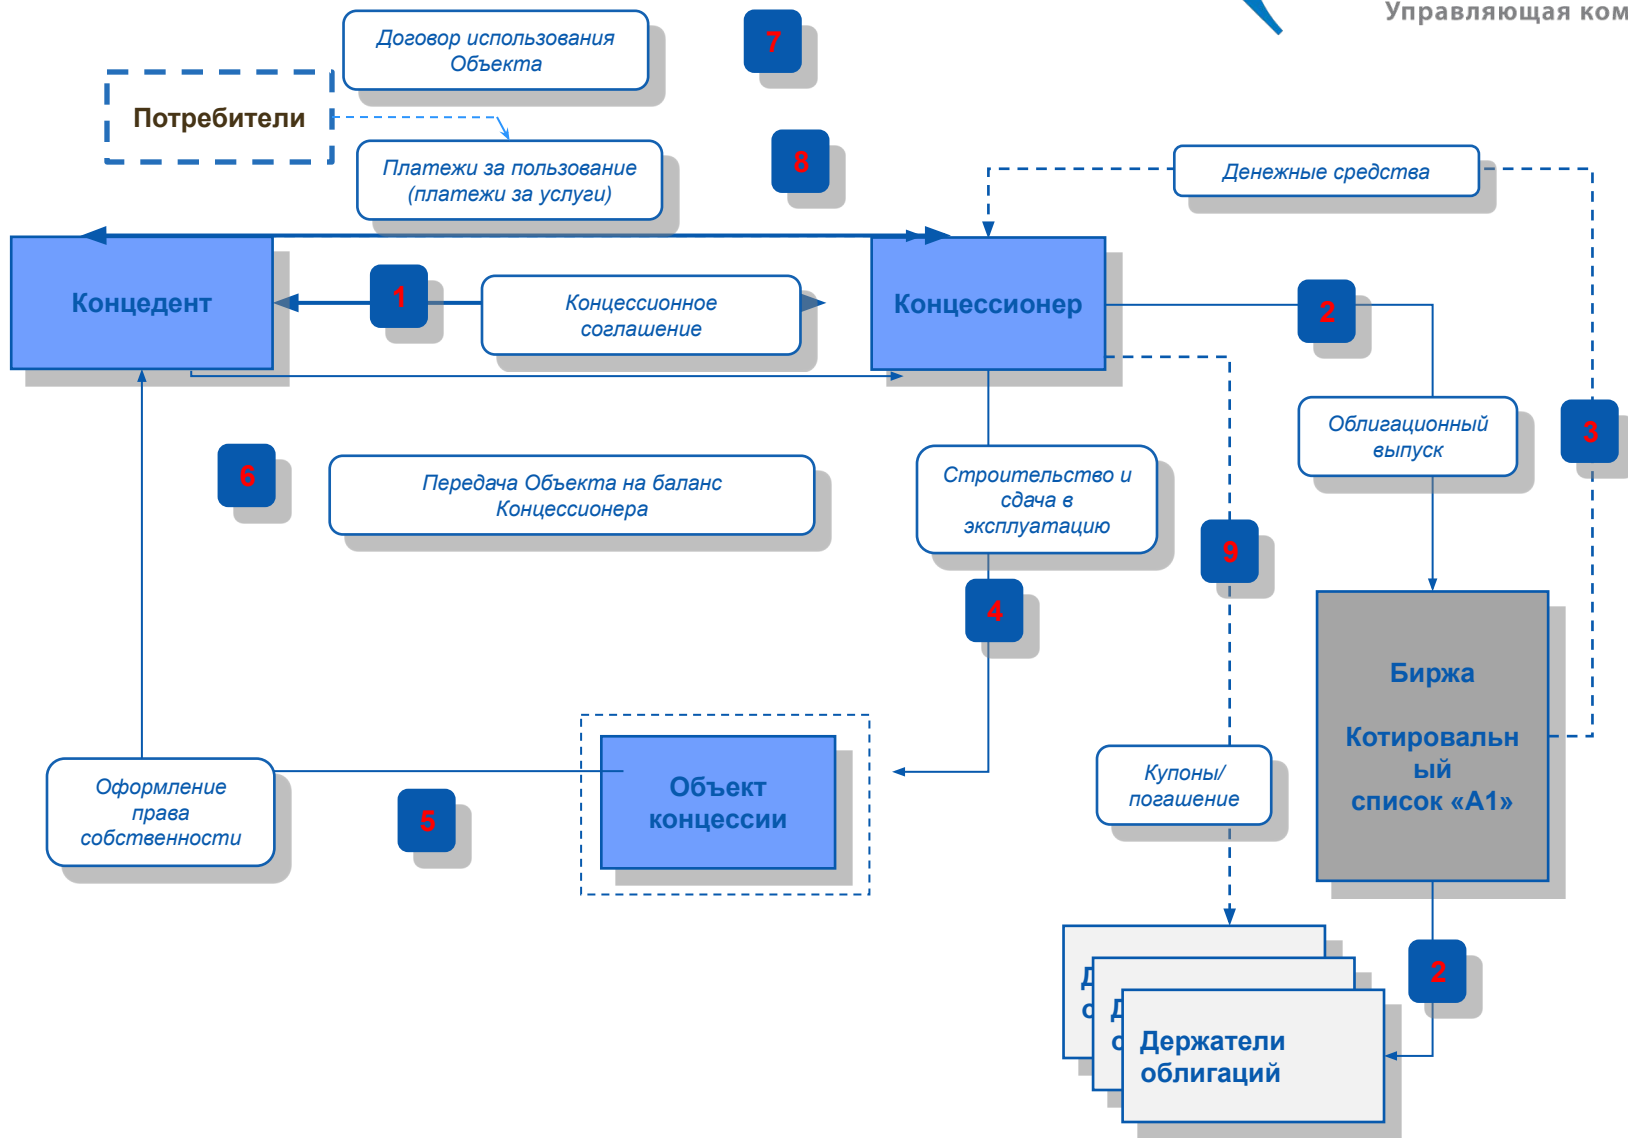 Управляющая ком
Договор использования
Объекта
7
Потребители
Платежи за пользование
(платежи за услуги)
8
Денежные средства
Концедент
1
Концессионное
соглашение
Концессионер
2
Облигационный
выпуск
3
6
Передача Объекта на баланс
Концессионера
Строительство и
сдача в
эксплуатацию
9
4
Биржа
Котировальн
ый
список «А1»
Оформление
права
собственности
5
Объект
концессии
Купоны/
погашение
2
Д
о
Д
о
Держатели
облигаций